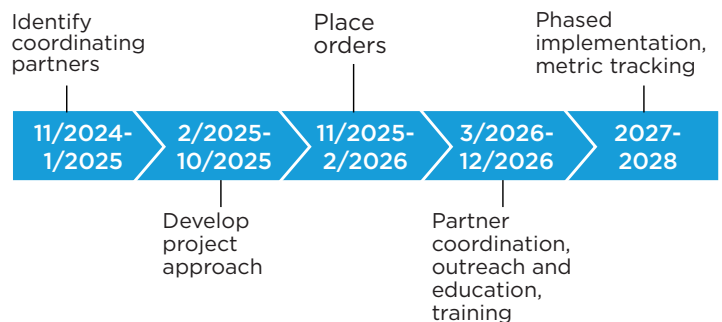 Identify
coordinating
partners
Place
orders
Phased
implementation,
metric tracking
11/2024-
1/2025
2/2025-
10/2025
11/2025-
2/2026
3/2026-
12/2026
2027-
2028
Develop
project
approach
Partner
coordination,
outreach and
education,
training